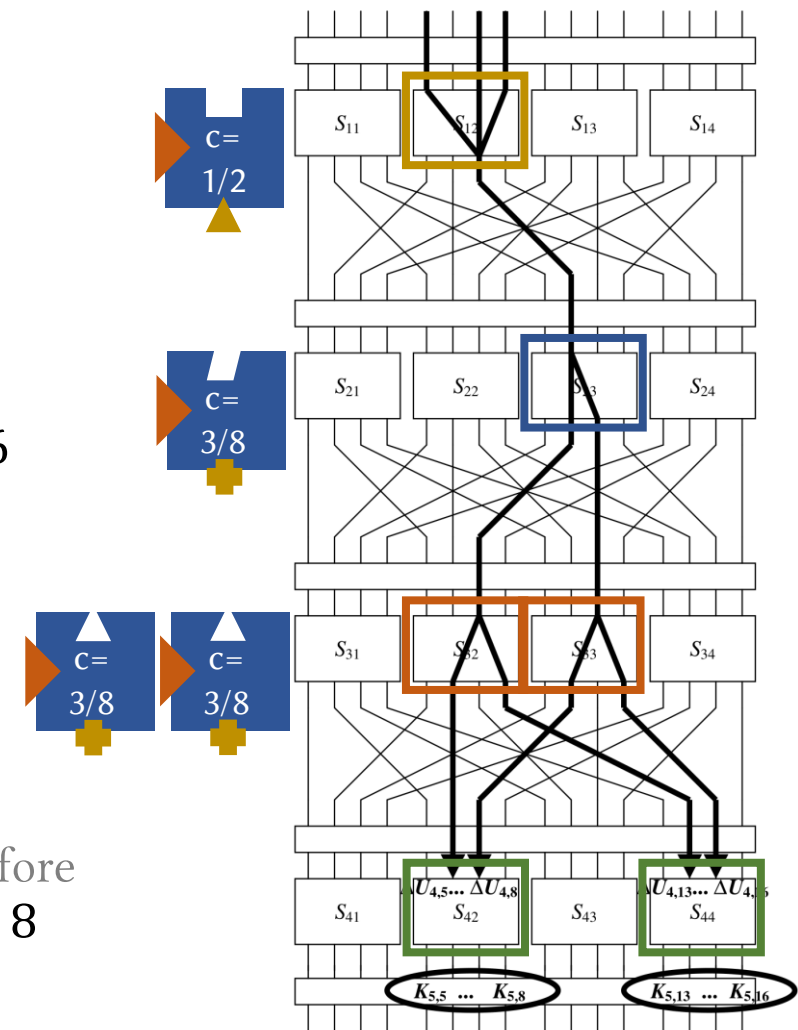 S11 S12 S13 S14
c=
1/2
S21 S22 S23 S24
c=
3/8
6
S31 S32 S33 S34
c=
3/8
c=
3/8
fore
8
ΔU4,5... ΔU4,8 ΔU4,13... ΔU4,16
S41 S42 S43 S44
K5,5 ... K5,8 K5,13 ... K5,16